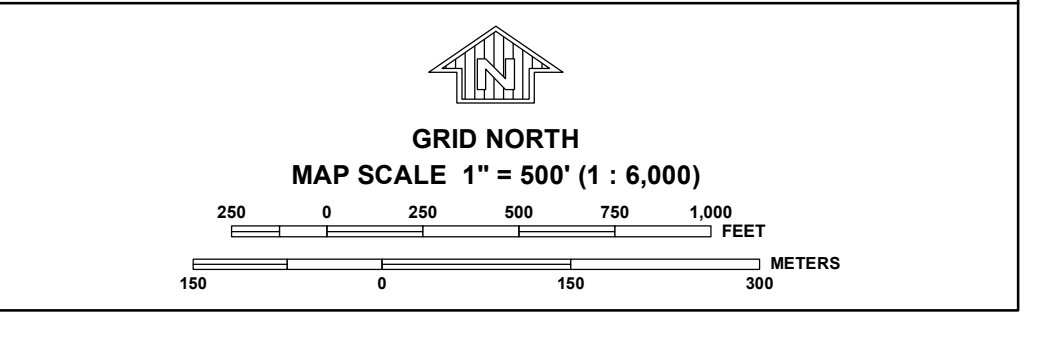 N
GRID NORTH
MAP SCALE 1" = 500' (1 : 6,000)
250 0 250 500 750 1,000
FEET
METERS
150 0 150 300